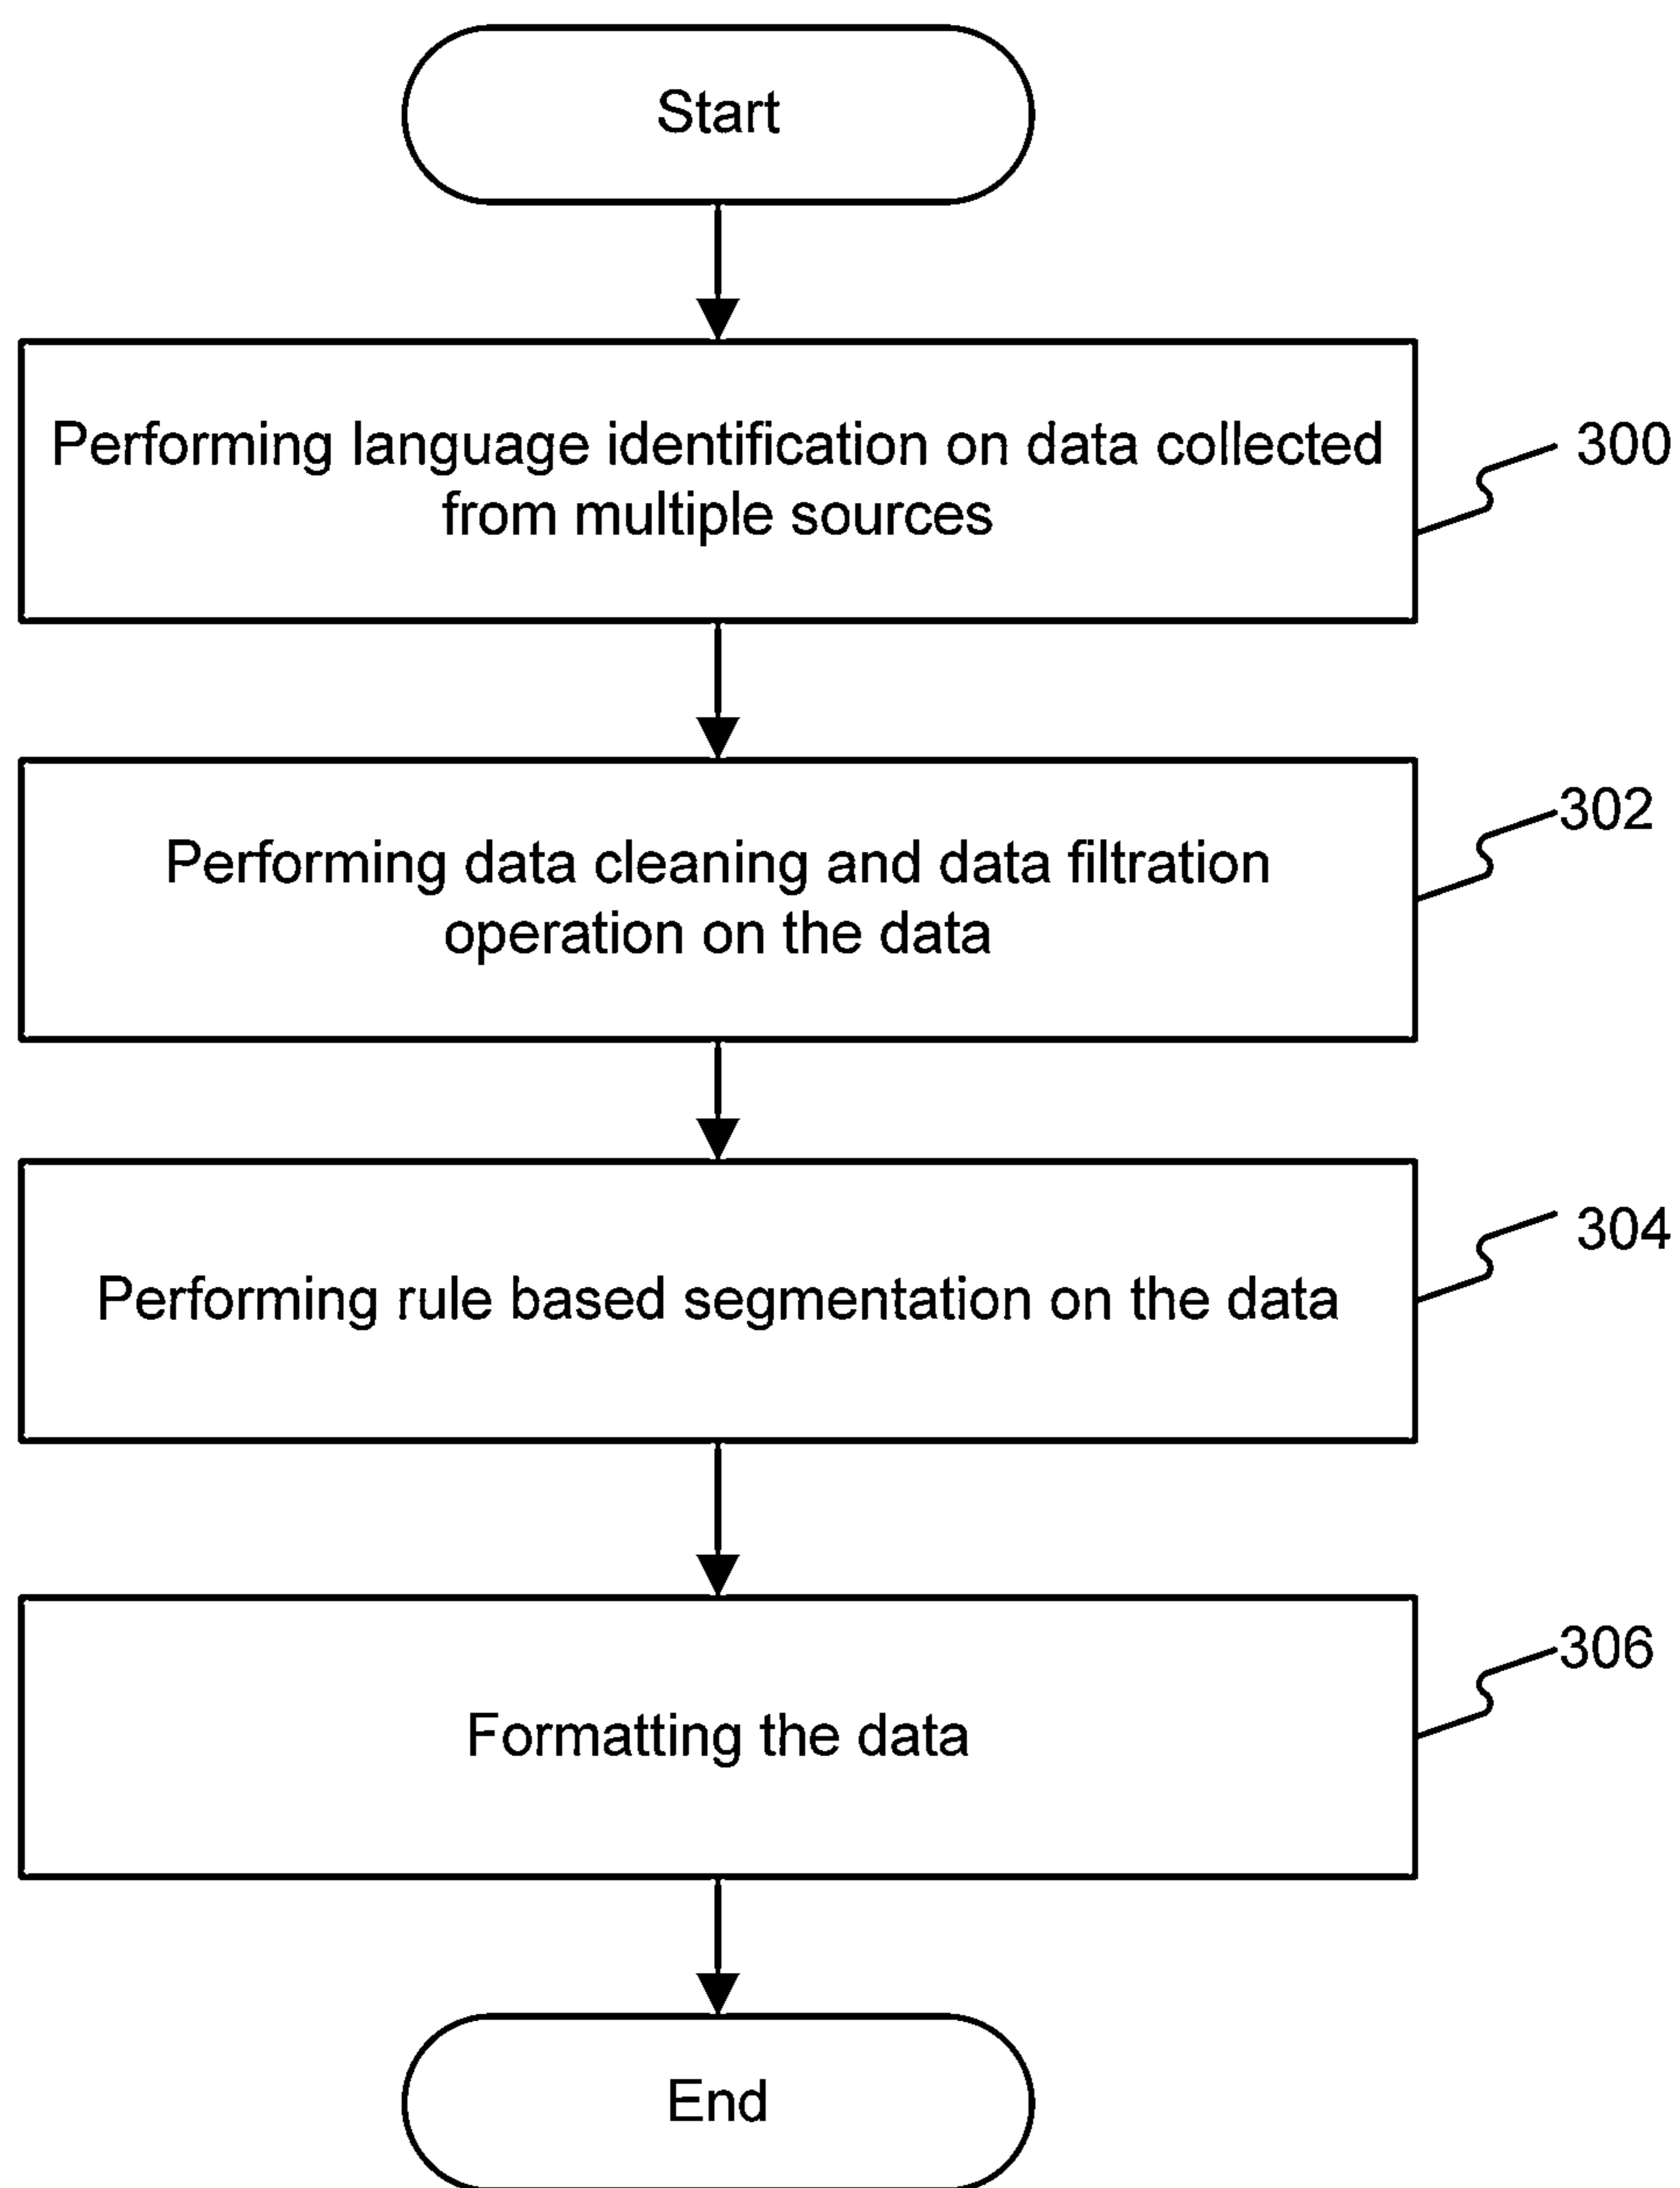 Start
Performing language identification on data collected
from multiple sources
300
Performing data cleaning and data filtration
operation on the data
302
Performing rule based segmentation on the data
304
Formatting the data
306
End